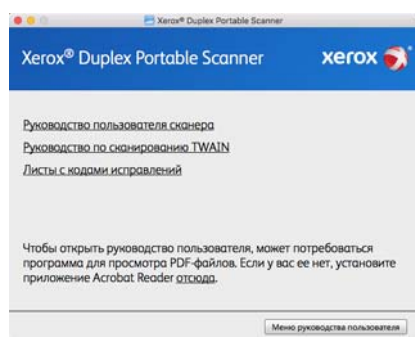 Xerox® Duplex Portable Scanner
Xerox® Duplex Portable Scanner
xerox
Руководство пользователя сканера
Руководство по сканированию TWAIN
Листы с кодами исправлений
Чтобы открыть руководство пользователя, может потребоваться
программа для просмотра PDF-файлов. Если у вас ее нет, установите
приложение Acrobat Reader отсюда.
Меню руководства пользователя